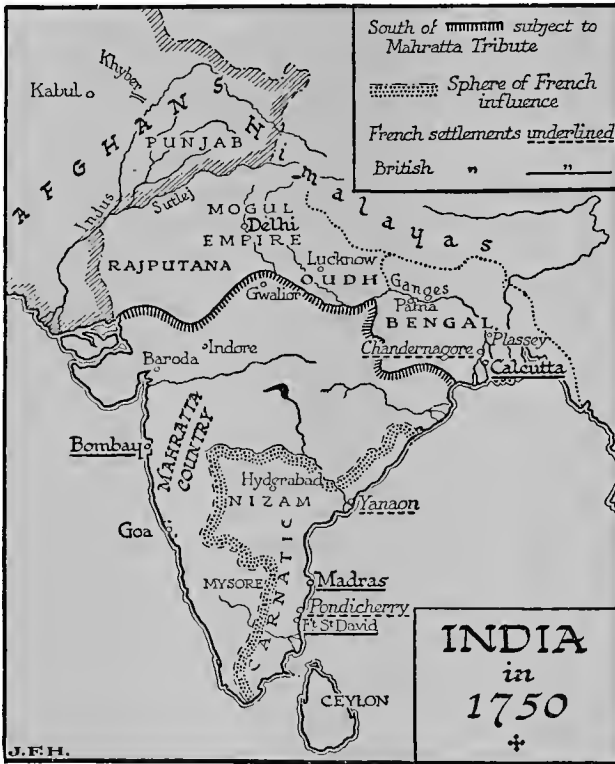 South of subject to
Mahratta Tribute
Sphere of French
influence
French settlements underlined
British " "
Khyber
Kabul
AFGHANS
PUNJAB
Himalayas
Indus
Sutlej
MOGUL
Delhi
EMPIRE
RAJPUTANA
Lucknow
OUDH
Ganges
Patna
Gwalior
BENGAL
Plassey
Indore
Chandernagore
Calcutta
Baroda
MAHRATTA
COUNTRY
Bombay
Hyderabad
NIZAM
Yanaon
Goa
CARNATIC
MYSORE
Madras
Pondicherry
Ft St David
CEYLON
INDIA
in
1750
J.F.H.